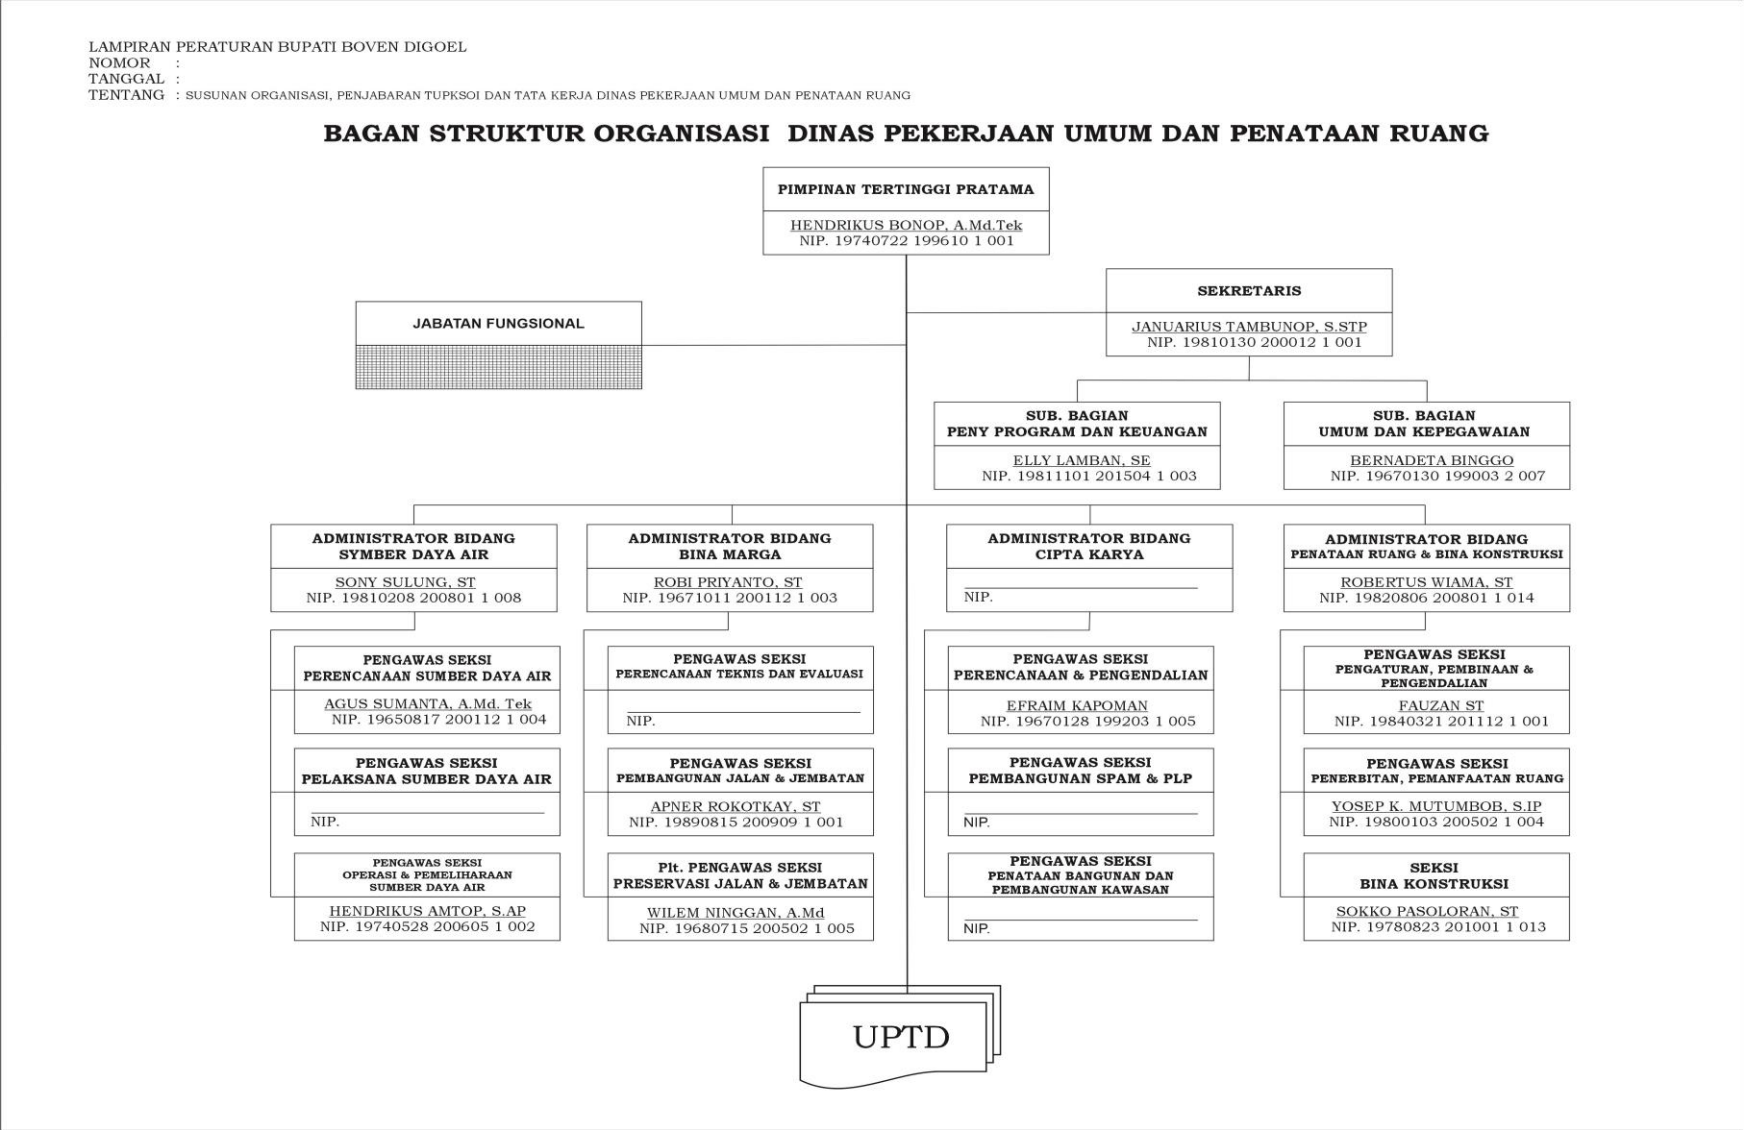 LAMPIRAN PERATURAN BUPATI BOVEN DIGOEL
NOMOR :
TANGGAL :
TENTANG : SUSUNAN ORGANISASI, PENJABARAN TUPKSOI DAN TATA KERJA DINAS PEKERJAAN UMUM DAN PENATAAN RUANG
BAGAN STRUKTUR ORGANISASI DINAS PEKERJAAN UMUM DAN PENATAAN RUANG
PIMPINAN TERTINGGI PRATAMA
HENDRIKUS BONOP, A.Md.Tek
NIP. 19740722 199610 1 001
SEKRETARIS
JANUARIUS TAMBUNOP, S.STP
NIP. 19810130 200012 1 001
JABATAN FUNGSIONAL
SUB. BAGIAN
PENY PROGRAM DAN KEUANGAN
ELLY LAMBAN, SE
NIP. 19811101 201504 1 003
SUB. BAGIAN
UMUM DAN KEPEGAWAIAN
BERNADETA BINGGO
NIP. 19670130 199003 2 007
ADMINISTRATOR BIDANG
SYMBER DAYA AIR
SONY SULUNG, ST
NIP. 19810208 200801 1 008
ADMINISTRATOR BIDANG
BINA MARGA
ROBI PRIYANTO, ST
NIP. 19671011 200112 1 003
ADMINISTRATOR BIDANG
CIPTA KARYA
NIP.
ADMINISTRATOR BIDANG
PENATAAN RUANG & BINA KONSTRUKSI
ROBERTUS WIAMA, ST
NIP. 19820806 200801 1 014
PENGAWAS SEKSI
PERENCANAAN SUMBER DAYA AIR
AGUS SUMANTA, A.Md. Tek
NIP. 19650817 200112 1 004
PENGAWAS SEKSI
PERENCANAAN TEKNIS DAN EVALUASI
NIP.
PENGAWAS SEKSI
PERENCANAAN & PENGENDALIAN
EFRAIM KAPOMAN
NIP. 19670128 199203 1 005
PENGAWAS SEKSI
PENGATURAN, PEMBINAAN &
PENGENDALIAN
FAUZAN ST
NIP. 19840321 201112 1 001
PENGAWAS SEKSI
PELAKSANA SUMBER DAYA AIR
NIP.
PENGAWAS SEKSI
PEMBANGUNAN JALAN & JEMBATAN
APNER ROKOTKAY, ST
NIP. 19890815 200909 1 001
PENGAWAS SEKSI
PEMBANGUNAN SPAM & PLP
NIP.
PENGAWAS SEKSI
PENERBITAN, PEMANFAATAN RUANG
YOSEP K. MUTUMBOB, S.IP
NIP. 19800103 200502 1 004
PENGAWAS SEKSI
OPERASI & PEMELIHARAAN
SUMBER DAYA AIR
HENDRIKUS AMTOP, S.AP
NIP. 19740528 200605 1 002
Plt. PENGAWAS SEKSI
PRESERVASI JALAN & JEMBATAN
WILEM NINGGAN, A.Md
NIP. 19680715 200502 1 005
PENGAWAS SEKSI
PENATAAN BANGUNAN DAN
PEMBANGUNAN KAWASAN
NIP.
SEKSI
BINA KONSTRUKSI
SOKKO PASOLORAN, ST
NIP. 19780823 201001 1 013
UPTD